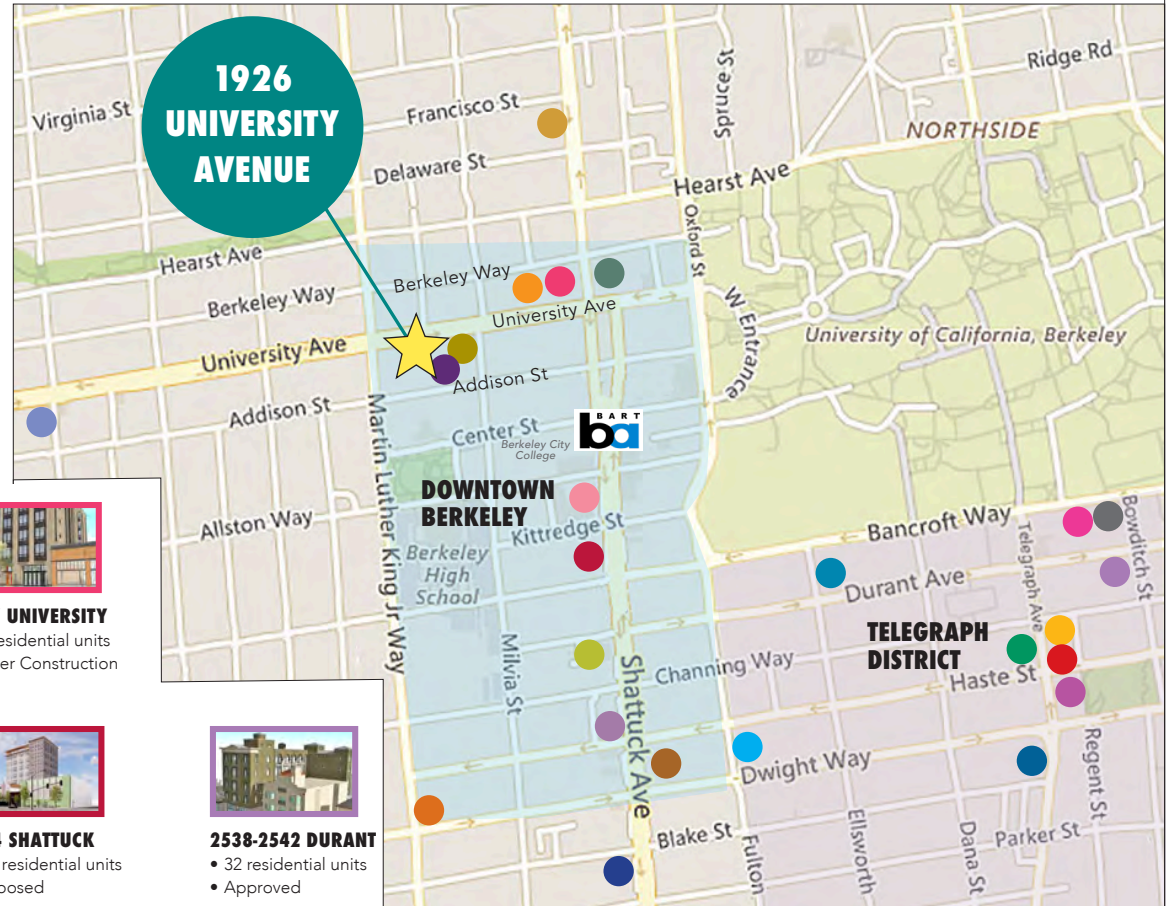 1926
UNIVERSITY
AVENUE
Virginia St
Francisco St
Delaware St
Spruce St
Ridge Rd
NORTHSIDE
Hearst Ave
Hearst Ave
Oxford St
Berkeley Way
Berkeley Way
University Ave
University Ave
W Entrance
University of California, Berkeley
Addison St
Addison St
Martin Luther King Jr Way
Center St
Berkeley City
College
BART
ba
DOWNTOWN
BERKELEY
Allston Way
Kittredge St
Berkeley
High
School
Milvia St
Shattuck Ave
Bancroft Way
Telegraph Ave
Bowditch St
Durant Ave
TELEGRAPH
DISTRICT
Channing Way
Haste St
Dwight Way
Regent St
Blake St
Fulton
Ellsworth
Dana St
Parker St
UNIVERSITY
residential units
er Construction
SHATTUCK
residential units
posed
2538-2542 DURANT
• 32 residential units
• Approved